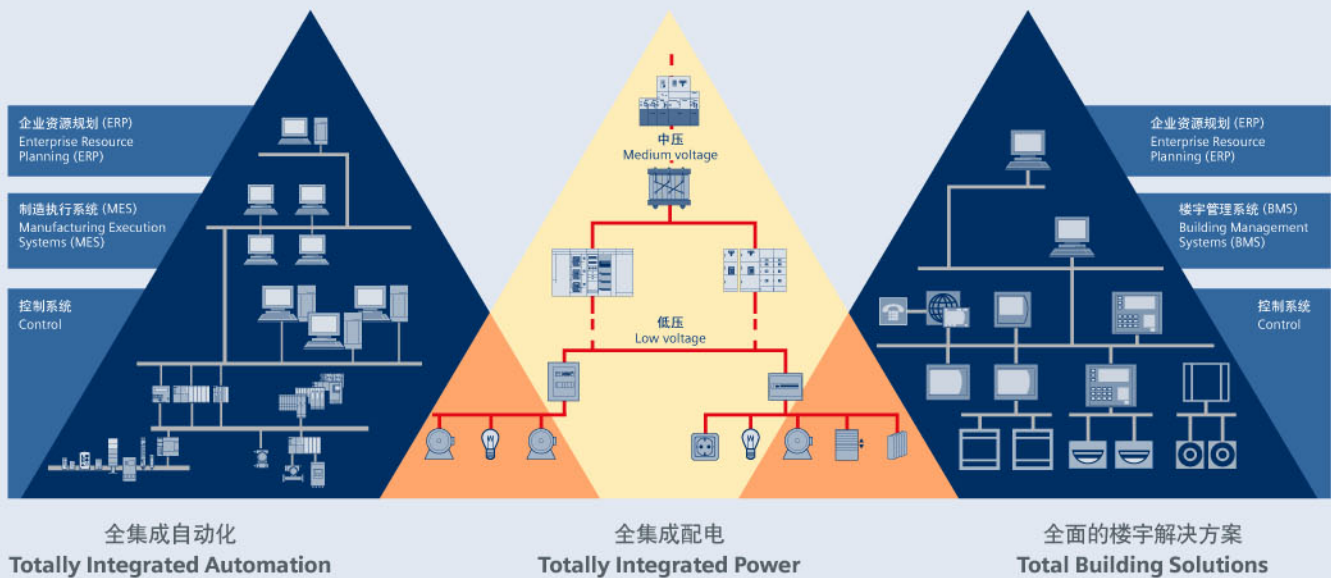 企业资源规划 (ERP)
Enterprise Resource
Planning (ERP)
制造执行系统 (MES)
Manufacturing Execution
Systems (MES)
控制系统
Control
中压
Medium voltage
低压
Low voltage
企业资源规划 (ERP)
Enterprise Resource
Planning (ERP)
楼宇管理系统 (BMS)
Building Management
Systems (BMS)
控制系统
Control
全集成自动化
Totally Integrated Automation
全集成配电
Totally Integrated Power
全面的楼宇解决方案
Total Building Solutions